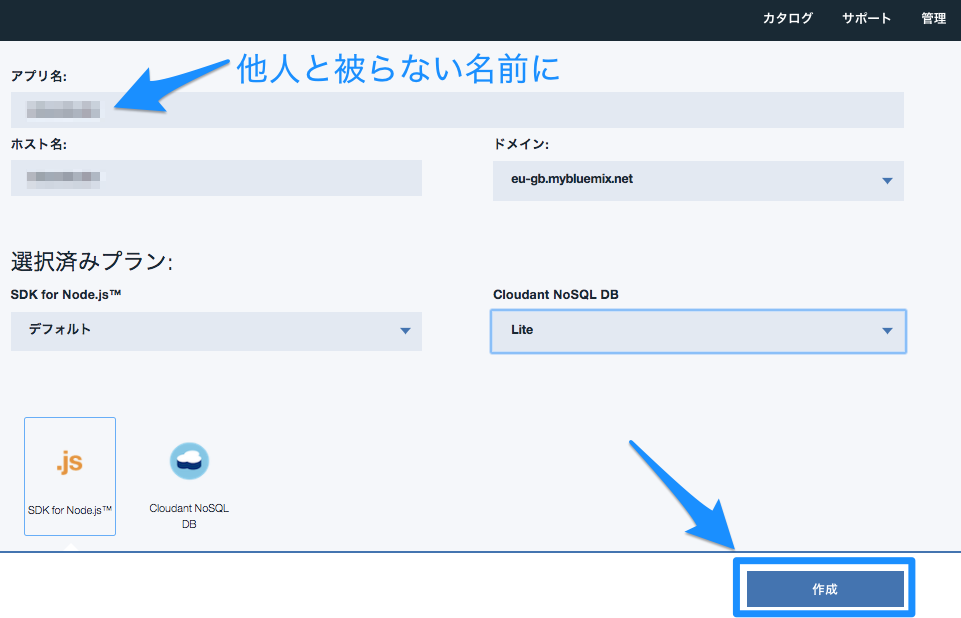 カタログ サポート 管理
アプリ名:
他人と被らない名前に
ホスト名:
ドメイン:
eu-gb.mybluemix.net
選択済みプラン:
SDK for Node.js™
Cloudant NoSQL DB
デフォルト
Lite
.js
SDK for Node.js™
Cloudant NoSQL
DB
作成